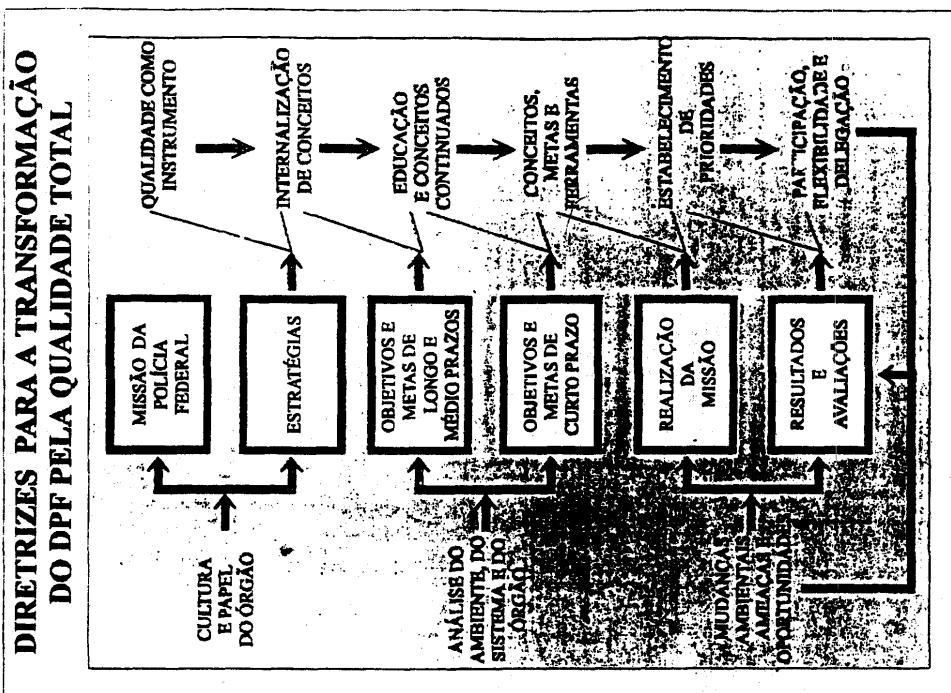 DIRETRIZES PARA A TRANSFORMAÇÃO
DO DPF PELA QUALIDADE TOTAL
CULTURA
E PAPEL
DO ÓRGÃO
MISSÃO DA
POLÍCIA
FEDERAL
ESTRATÉGIAS
QUALIDADE COMO
INSTRUMENTO
INTERNALIZAÇÃO
DE CONCEITOS
ANÁLISE DO
AMBIENTE, DO
SISTEMA E DO
ÓRGÃO
OBJETIVOS E
METAS DE
LONGO E
MÉDIO PRAZOS
OBJETIVOS E
METAS DE
CURTO PRAZO
EDUCAÇÃO
E CONCEITOS
CONTINUADOS
CONCEITOS,
METAS E
FERRAMENTAS
MUDANÇAS
AMBIENTAIS
AMEAÇAS E
OPORTUNIDADES
REALIZAÇÃO
DA
MISSÃO
RESULTADOS
E
AVALIAÇÕES
ESTABELECIMENTO
DE
PRIORIDADES
PARTICIPAÇÃO,
FLEXIBILIDADE E
DELEGAÇÃO